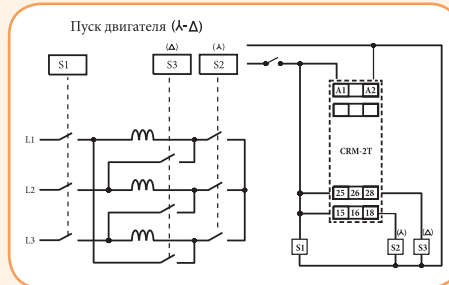 Пуск двигателя (⅄-Δ)
S1
(Δ)
S3
(⅄)
S2
L1
L2
L3
A1 A2
CRM-2T
25 26 28
15 16 18
S1
(⅄)
S2
(Δ)
S3